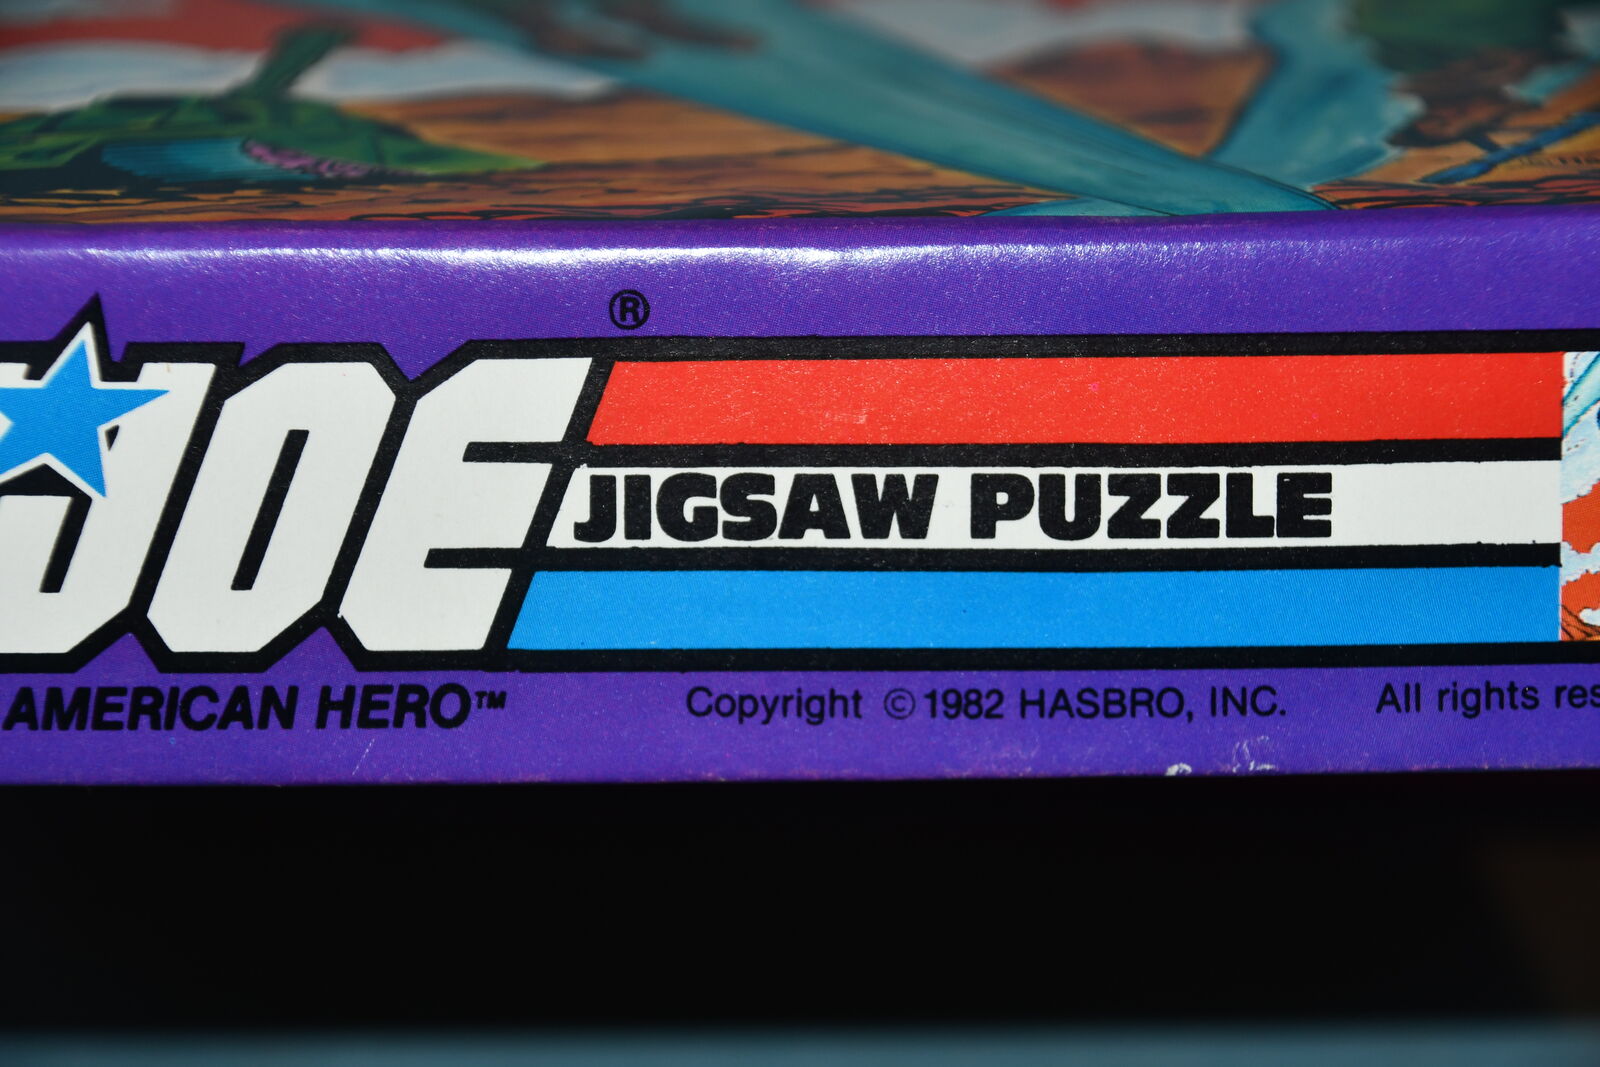 ®
JOE
JIGSAW PUZZLE
AMERICAN HERO™
Copyright ©1982 HASBRO, INC. All rights res